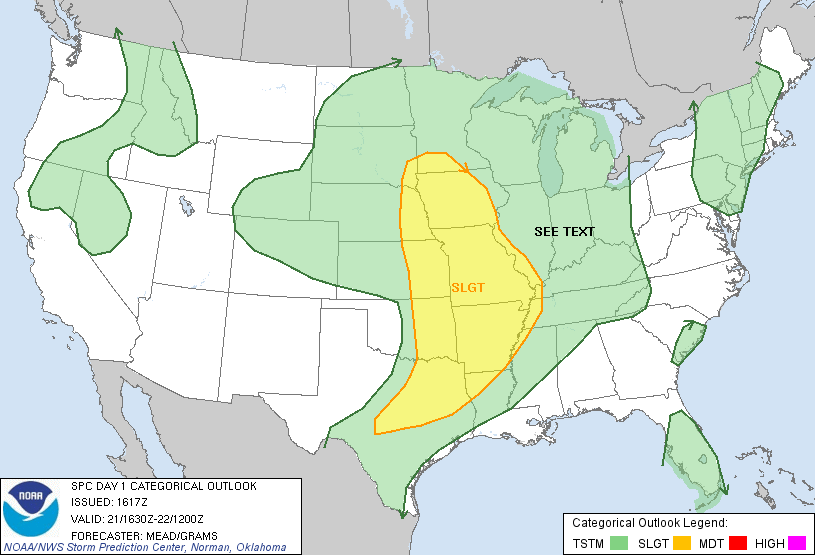 SEE TEXT
SLGT
NOAA
SPC DAY 1 CATEGORICAL OUTLOOK
ISSUED: 1617Z
VALID: 21/1630Z-22/1200Z
FORECASTER: MEAD/GRAMS
NOAA/NWS Storm Prediction Center, Norman, Oklahoma
Categorical Outlook Legend:
TSTM SLGT MDT HIGH